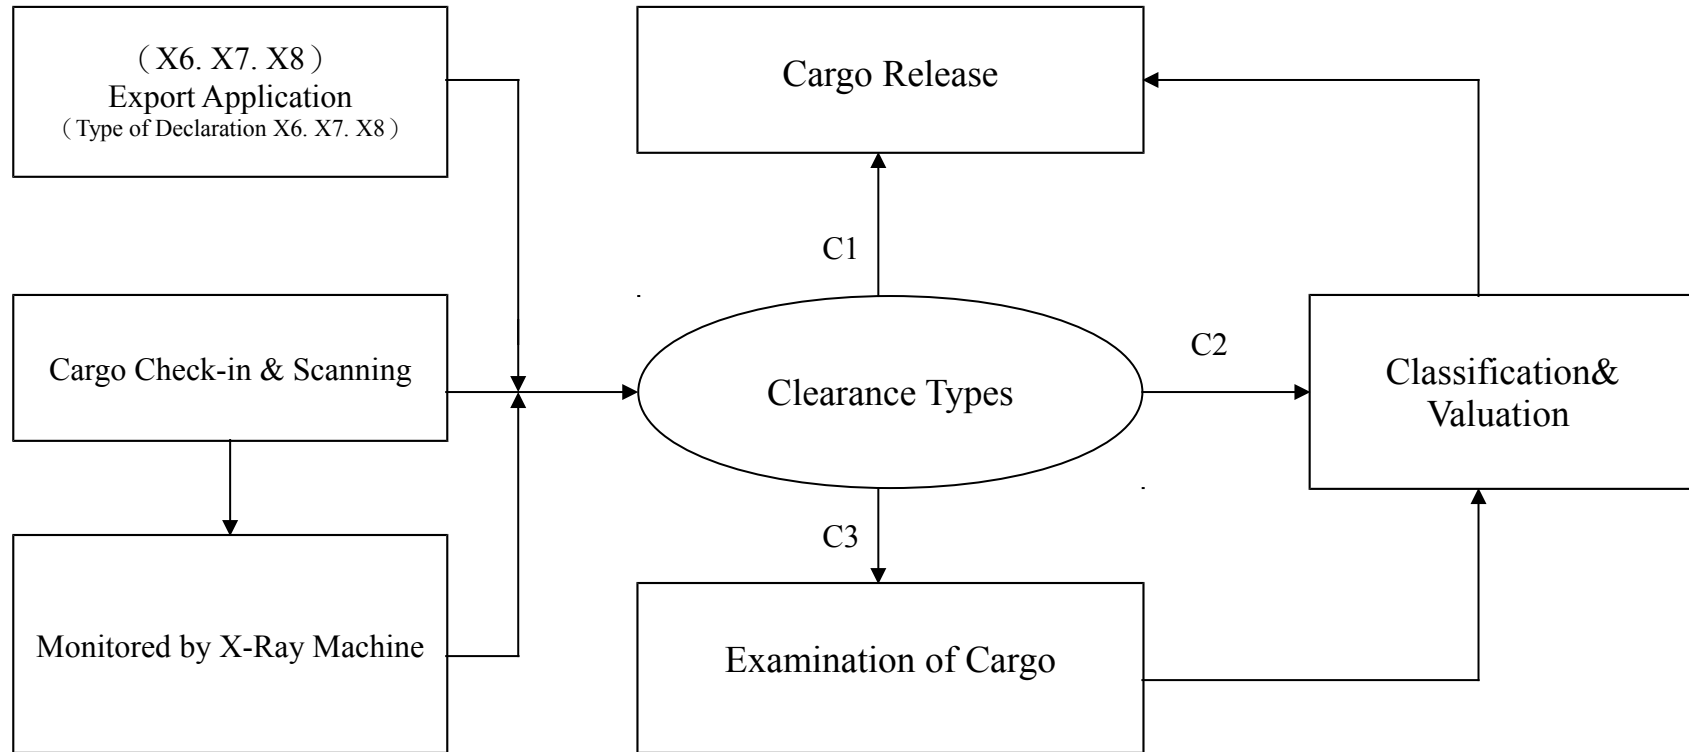 （X6. X7. X8）
Export Application
（Type of Declaration X6. X7. X8）
Cargo Release
C1
Cargo Check-in & Scanning
Clearance Types
C2
Classification&
Valuation
C3
Monitored by X-Ray Machine
Examination of Cargo